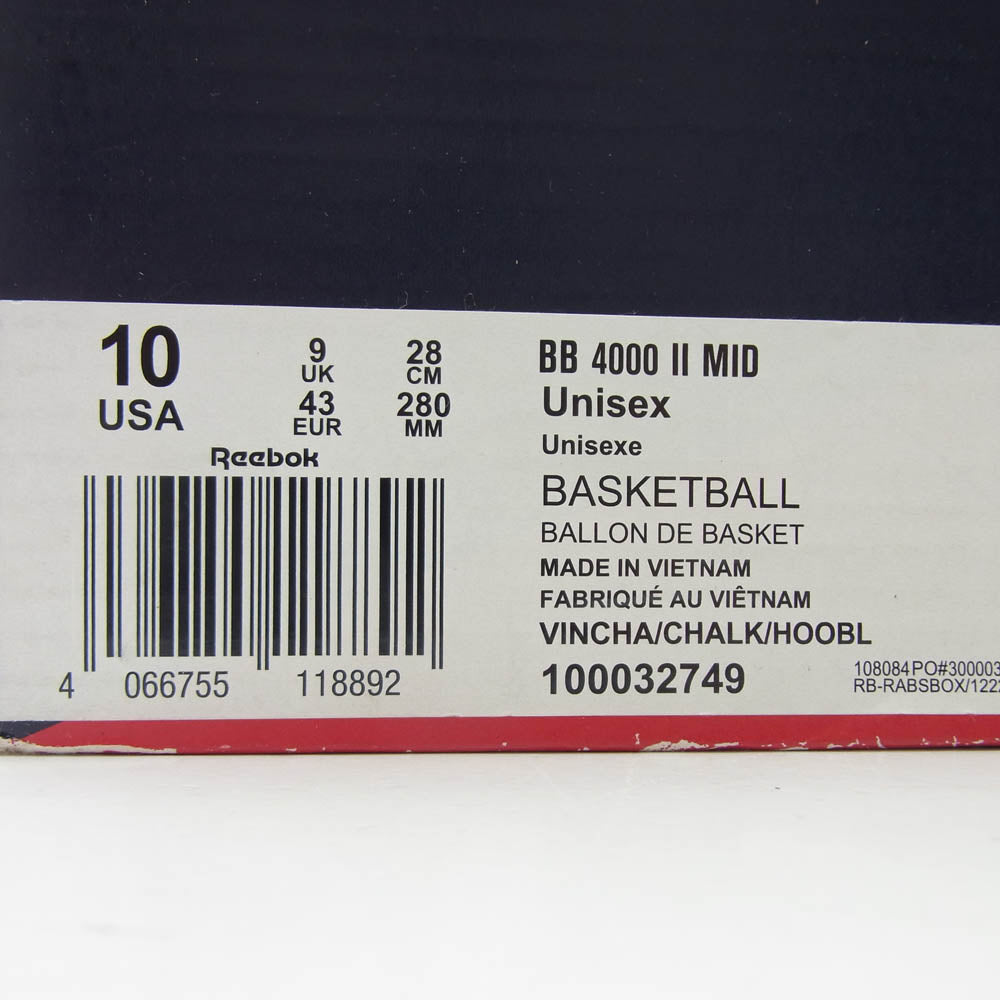 10
USA
9
UK
43
EUR
28
CM
280
MM
Reebok
4 066755 118892
BB 4000 II MID
Unisex
Unisexe
BASKETBALL
BALLON DE BASKET
MADE IN VIETNAM
FABRIQUÉ AU VIÊTNAM
VINCHA/CHALK/HOOBL
100032749
108084PO#300003
RB-RABSBOX/1222